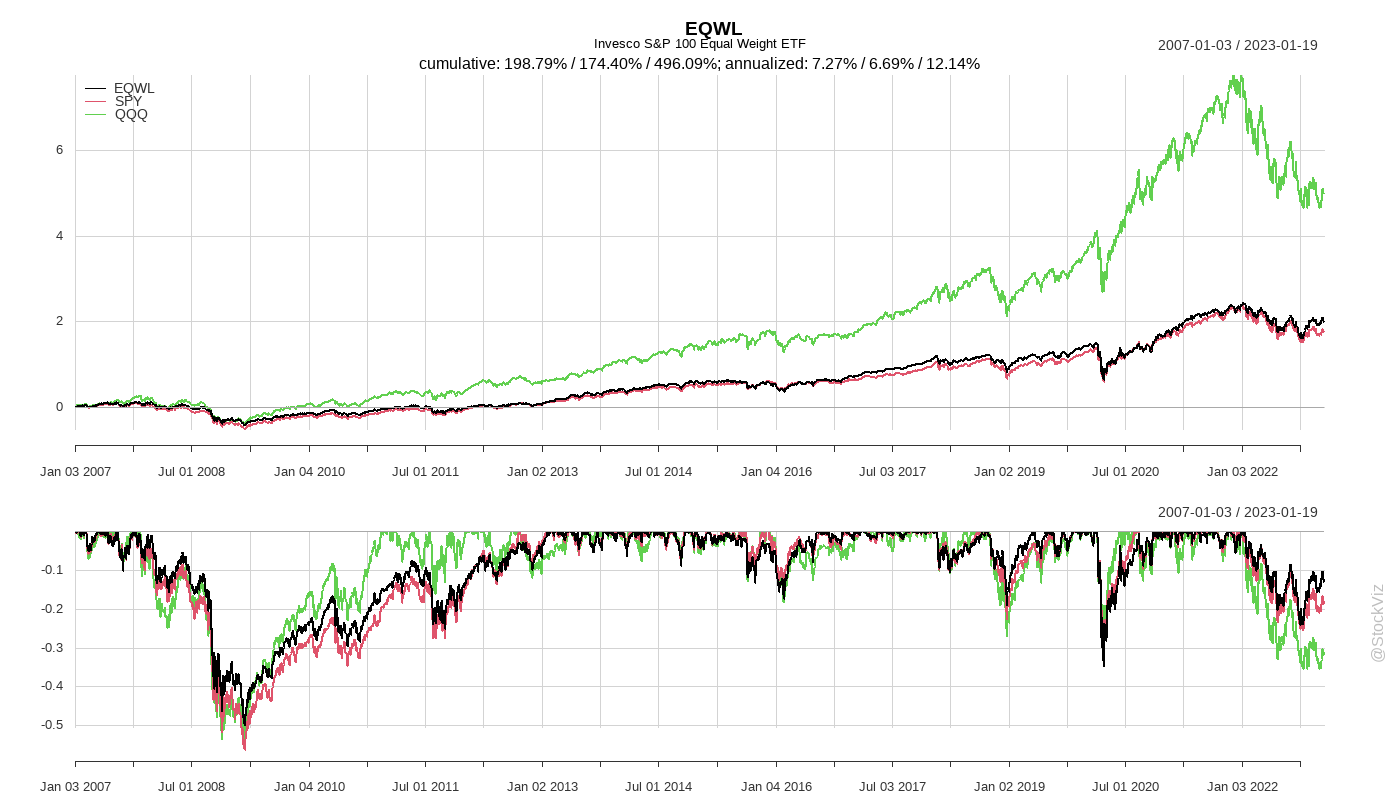 EQWL
Invesco S&P 100 Equal Weight ETF
2007-01-03 / 2023-01-19
cumulative: 198.79% / 174.40% / 496.09%; annualized: 7.27% / 6.69% / 12.14%
EQWL
SPY
QQQ
6
4
2
0
Jan 03 2007 Jul 01 2008 Jan 04 2010 Jul 01 2011 Jan 02 2013 Jul 01 2014 Jan 04 2016 Jul 03 2017 Jan 02 2019 Jul 01 2020 Jan 03 2022
2007-01-03 / 2023-01-19
-0.1
-0.2
-0.3
-0.4
-0.5
Jan 03 2007 Jul 01 2008 Jan 04 2010 Jul 01 2011 Jan 02 2013 Jul 01 2014 Jan 04 2016 Jul 03 2017 Jan 02 2019 Jul 01 2020 Jan 03 2022
@StockViz